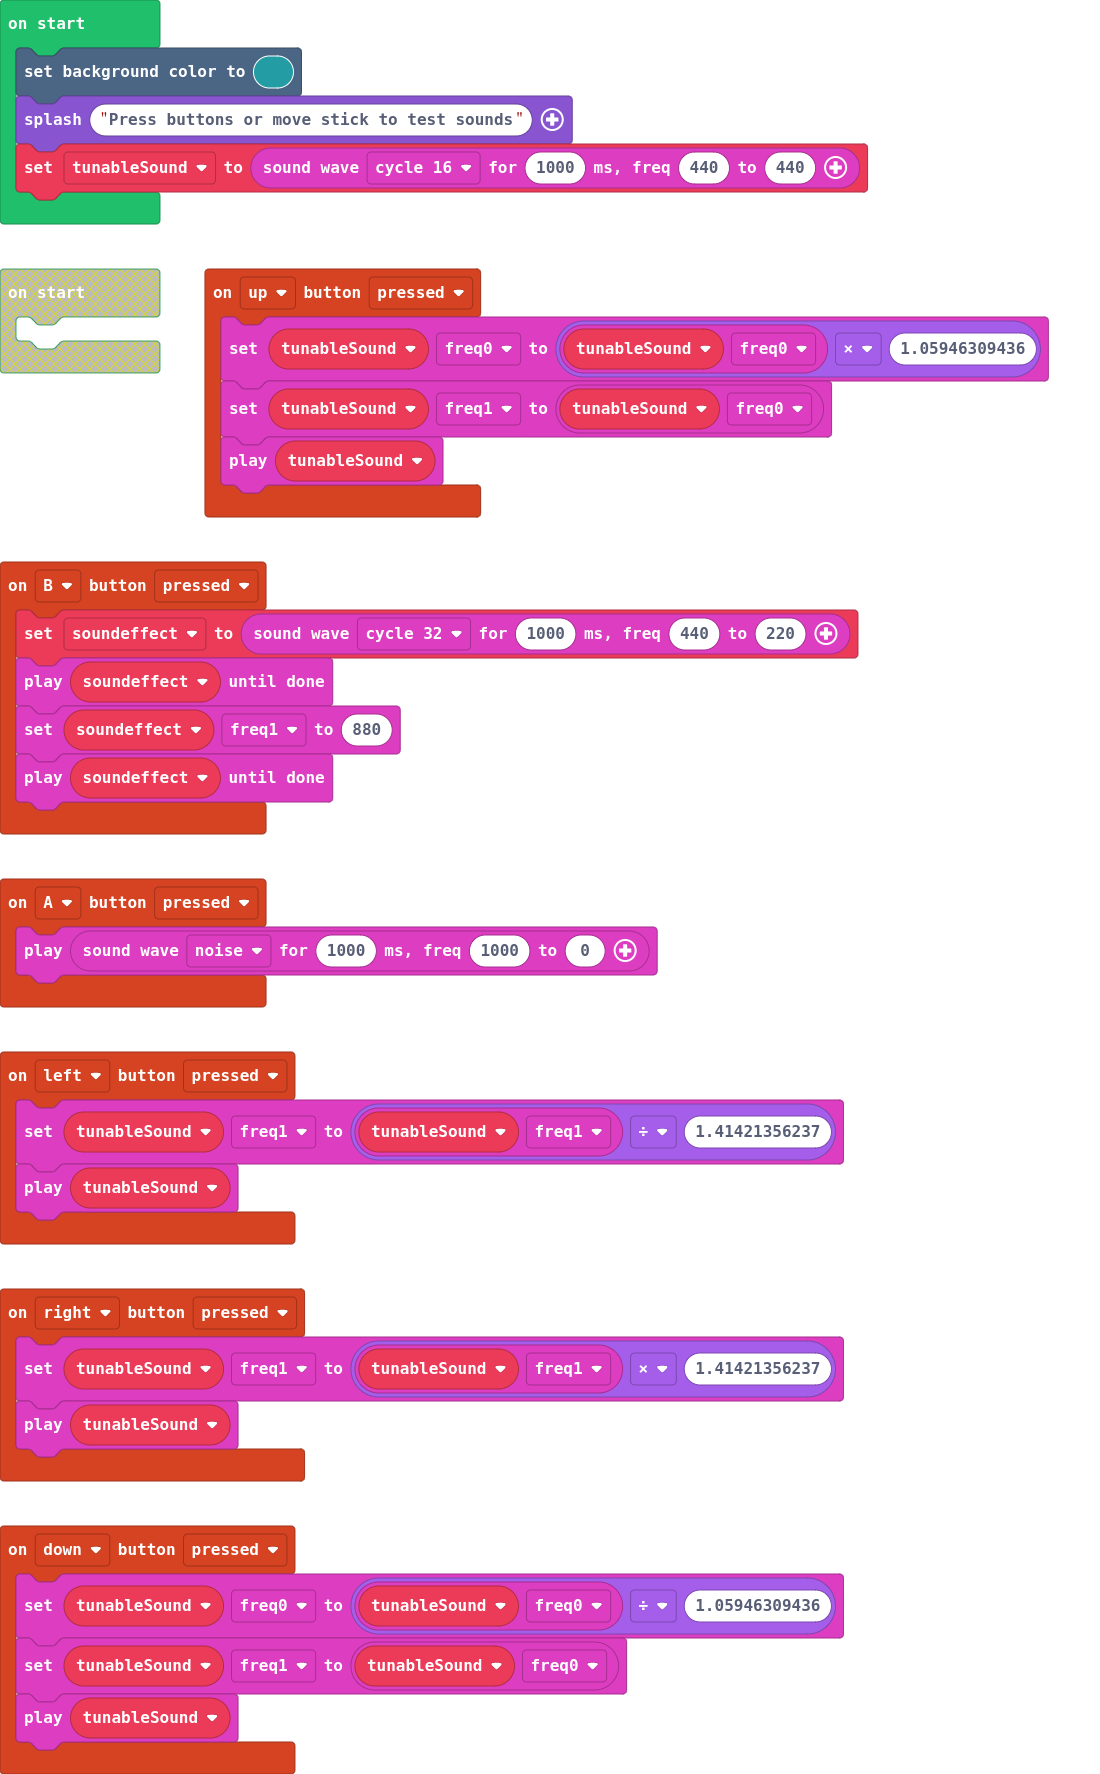 on start
set background color to
splash "Press buttons or move stick to test sounds"
set tunableSound to sound wave cycle 16 for 1000 ms, freq 440 to 440
on start
on up button pressed
set tunableSound freq0 to tunableSound freq0 × 1.05946309436
set tunableSound freq1 to tunableSound freq0
play tunableSound
on B button pressed
set soundeffect to sound wave cycle 32 for 1000 ms, freq 440 to 220
play soundeffect until done
set soundeffect freq1 to 880
play soundeffect until done
on A button pressed
play sound wave noise for 1000 ms, freq 1000 to 0
on left button pressed
set tunableSound freq1 to tunableSound freq1 ÷ 1.41421356237
play tunableSound
on right button pressed
set tunableSound freq1 to tunableSound freq1 × 1.41421356237
play tunableSound
on down button pressed
set tunableSound freq0 to tunableSound freq0 ÷ 1.05946309436
set tunableSound freq1 to tunableSound freq0
play tunableSound